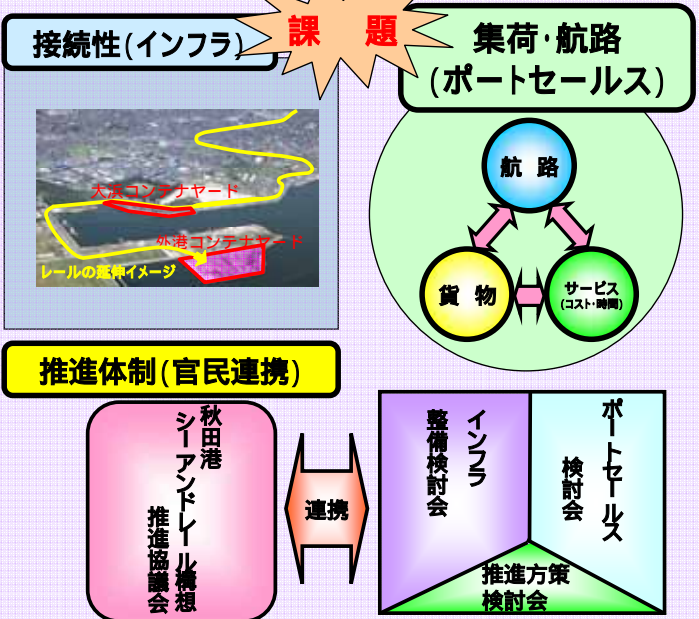 課　題
接続性(インフラ)
大浜コンテナヤード
外港コンテナヤード
レールの延伸イメージ
集荷・航路
(ポートセールス)
航 路
貨 物
サービス
(コスト・時間)
推進体制(官民連携)
秋田港
シーアンドレール構想
推進協議会
連携
インフラ
整備検討会
ポートセールス
検討会
推進方策
検討会